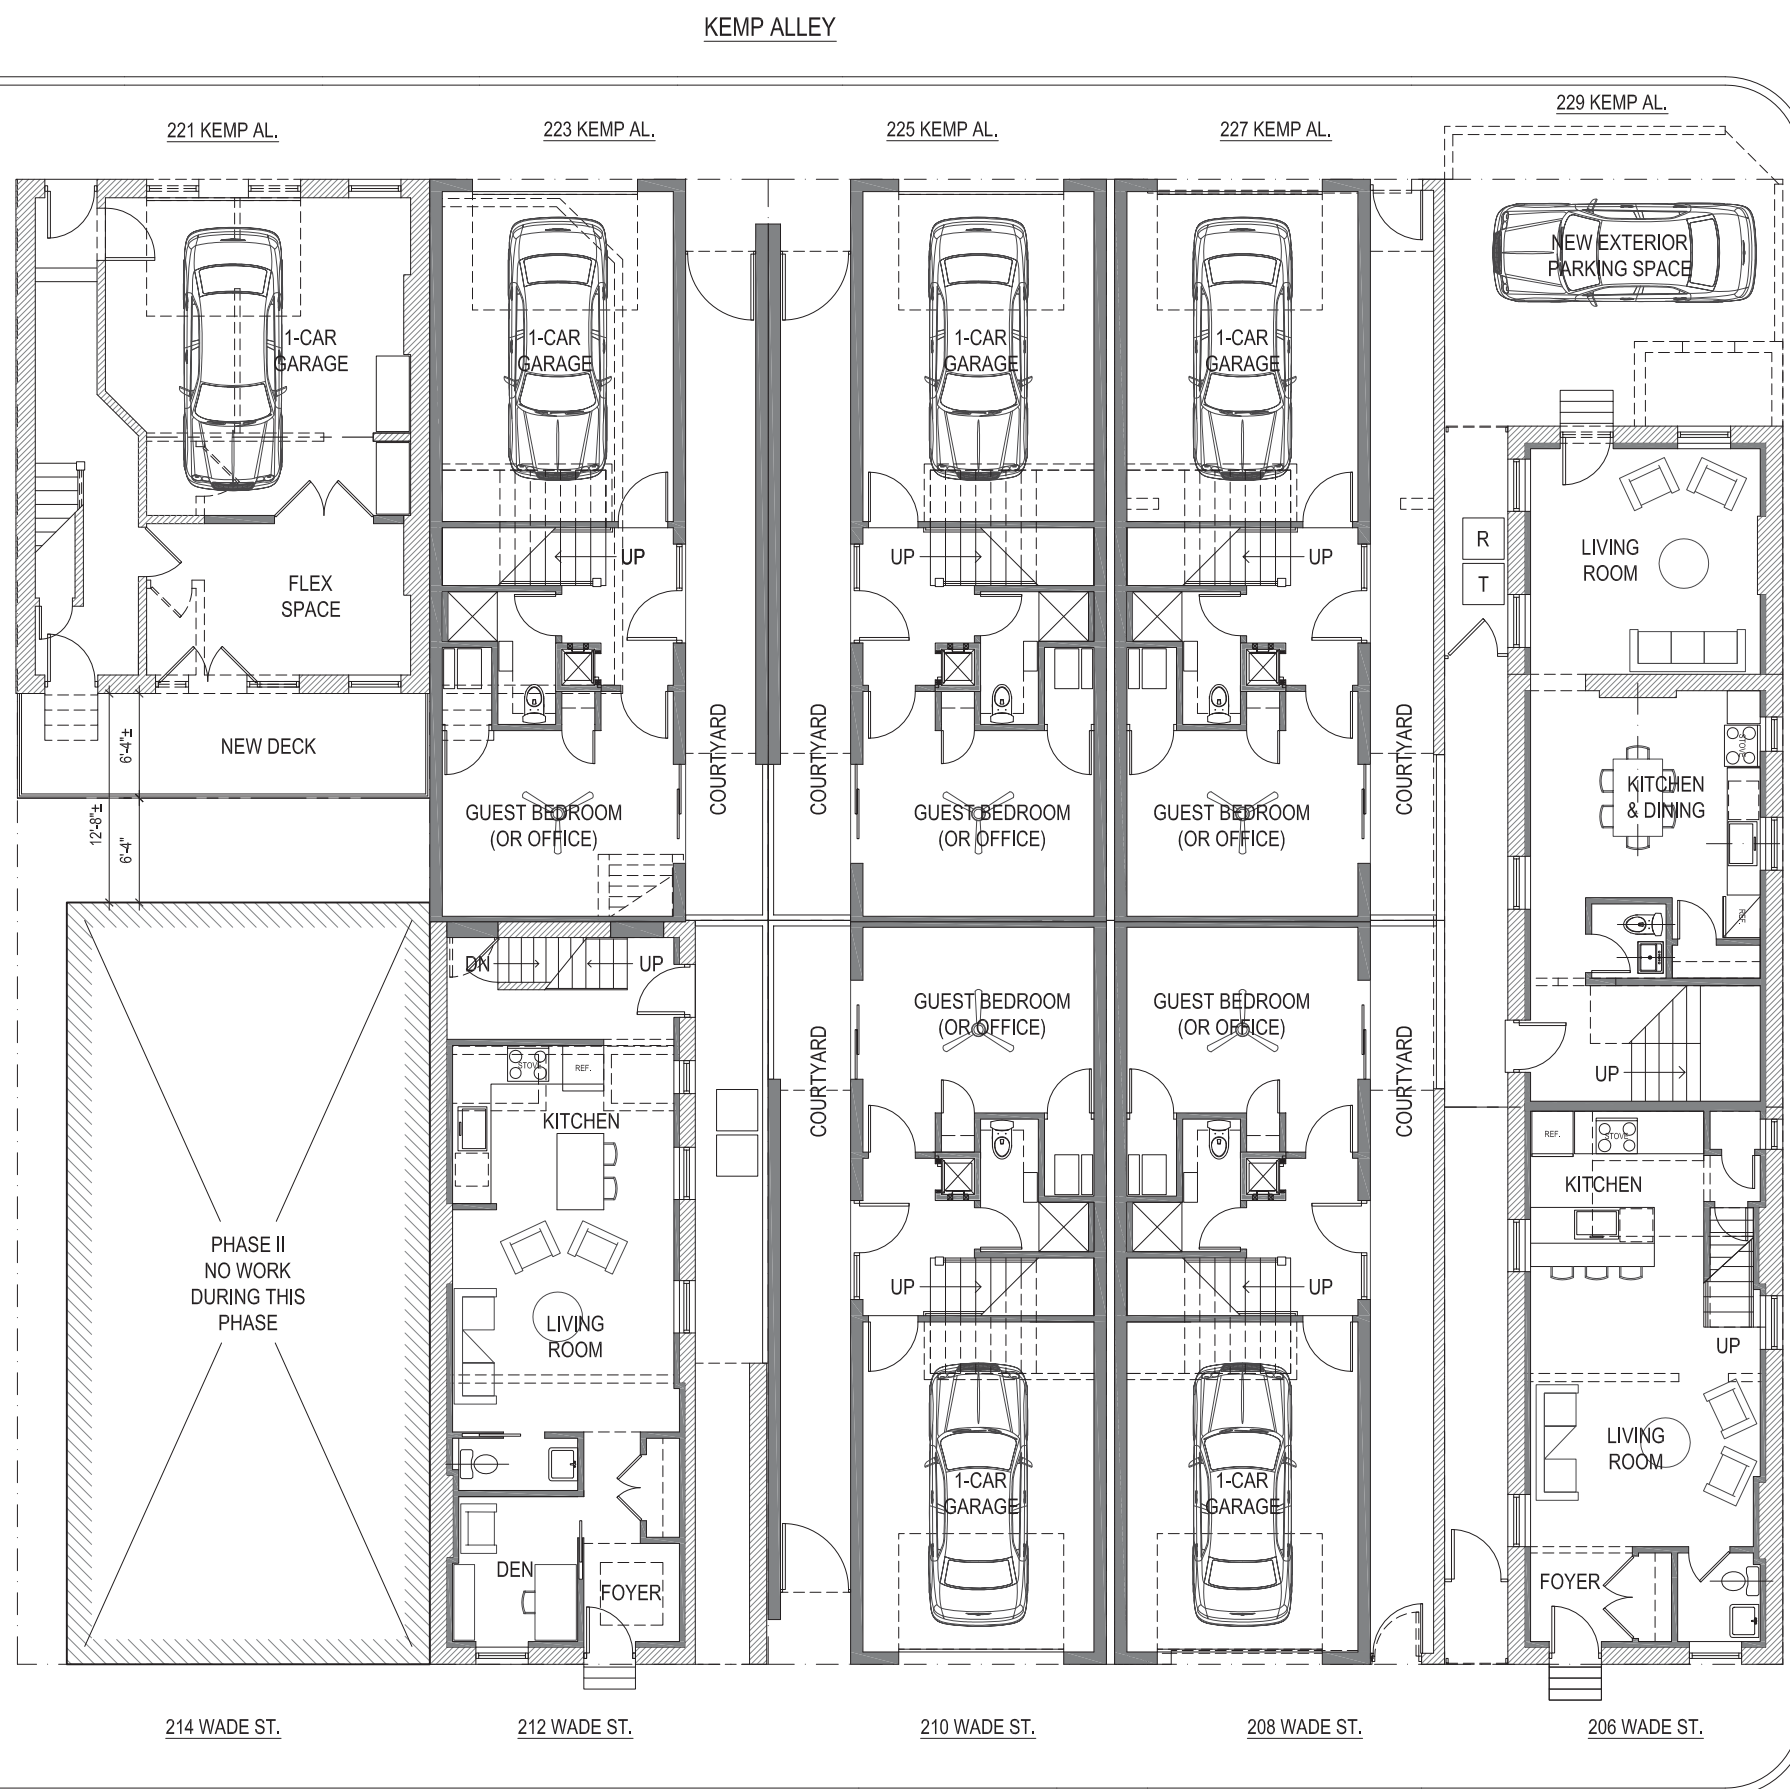 KEMP ALLEY
221 KEMP AL.
223 KEMP AL.
225 KEMP AL.
227 KEMP AL.
229 KEMP AL.
1-CAR
GARAGE
1-CAR
GARAGE
1-CAR
GARAGE
1-CAR
GARAGE
NEW EXTERIOR
PARKING SPACE
FLEX
SPACE
UP
UP
UP
R
T
LIVING
ROOM
NEW DECK
6'-4"±
12'-8"±
6'-4"
COURTYARD
COURTYARD
COURTYARD
GUEST BEDROOM
(OR OFFICE)
GUEST BEDROOM
(OR OFFICE)
GUEST BEDROOM
(OR OFFICE)
STOVE
KITCHEN
& DINING
REF.
DN
UP
GUEST BEDROOM
(OR OFFICE)
GUEST BEDROOM
(OR OFFICE)
COURTYARD
COURTYARD
UP
STOVE
REF.
KITCHEN
REF.
STOVE
KITCHEN
PHASE II
NO WORK
DURING THIS
PHASE
UP
UP
LIVING
ROOM
UP
LIVING
ROOM
1-CAR
GARAGE
1-CAR
GARAGE
DEN
FOYER
FOYER
214 WADE ST.
212 WADE ST.
210 WADE ST.
208 WADE ST.
206 WADE ST.